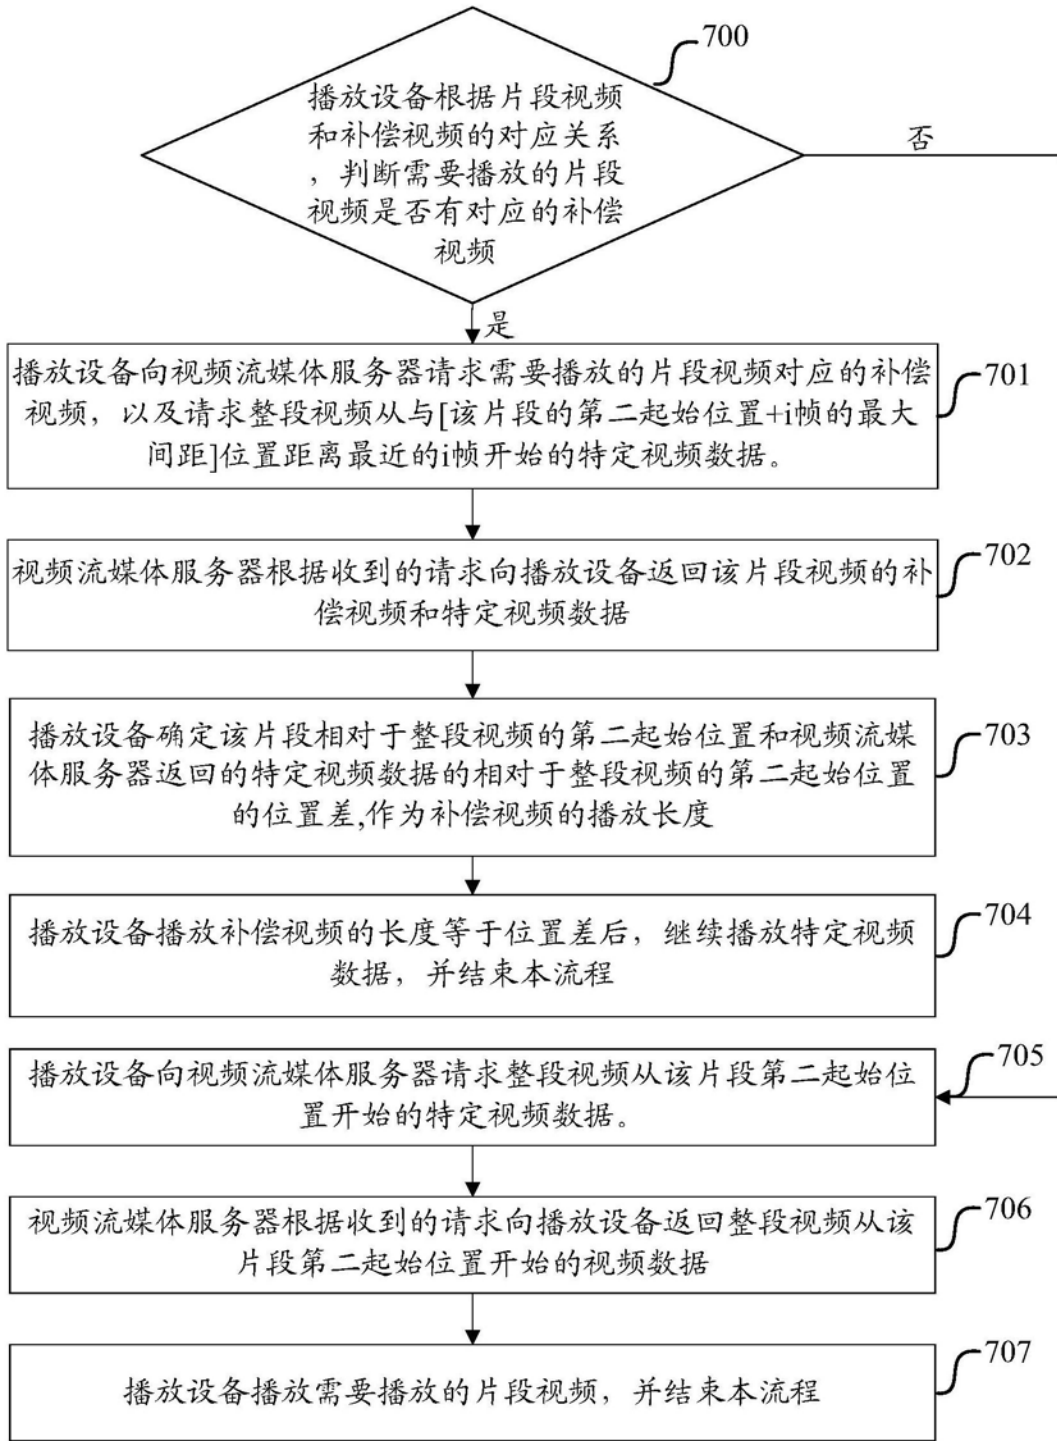 700
播放设备根据片段视频
和补偿视频的对应关系
，判断需要播放的片段
视频是否有对应的补偿
视频
否
是
播放设备向视频流媒体服务器请求需要播放的片段视频对应的补偿
视频，以及请求整段视频从与[该片段的第二起始位置+i帧的最大
间距]位置距离最近的i帧开始的特定视频数据。
701
视频流媒体服务器根据收到的请求向播放设备返回该片段视频的补
偿视频和特定视频数据
702
播放设备确定该片段相对于整段视频的第二起始位置和视频流媒
体服务器返回的特定视频数据的相对于整段视频的第二起始位置
的位置差,作为补偿视频的播放长度
703
播放设备播放补偿视频的长度等于位置差后，继续播放特定视频
数据，并结束本流程
704
播放设备向视频流媒体服务器请求整段视频从该片段第二起始位
置开始的特定视频数据。
705
视频流媒体服务器根据收到的请求向播放设备返回整段视频从该
片段第二起始位置开始的视频数据
706
播放设备播放需要播放的片段视频，并结束本流程
707